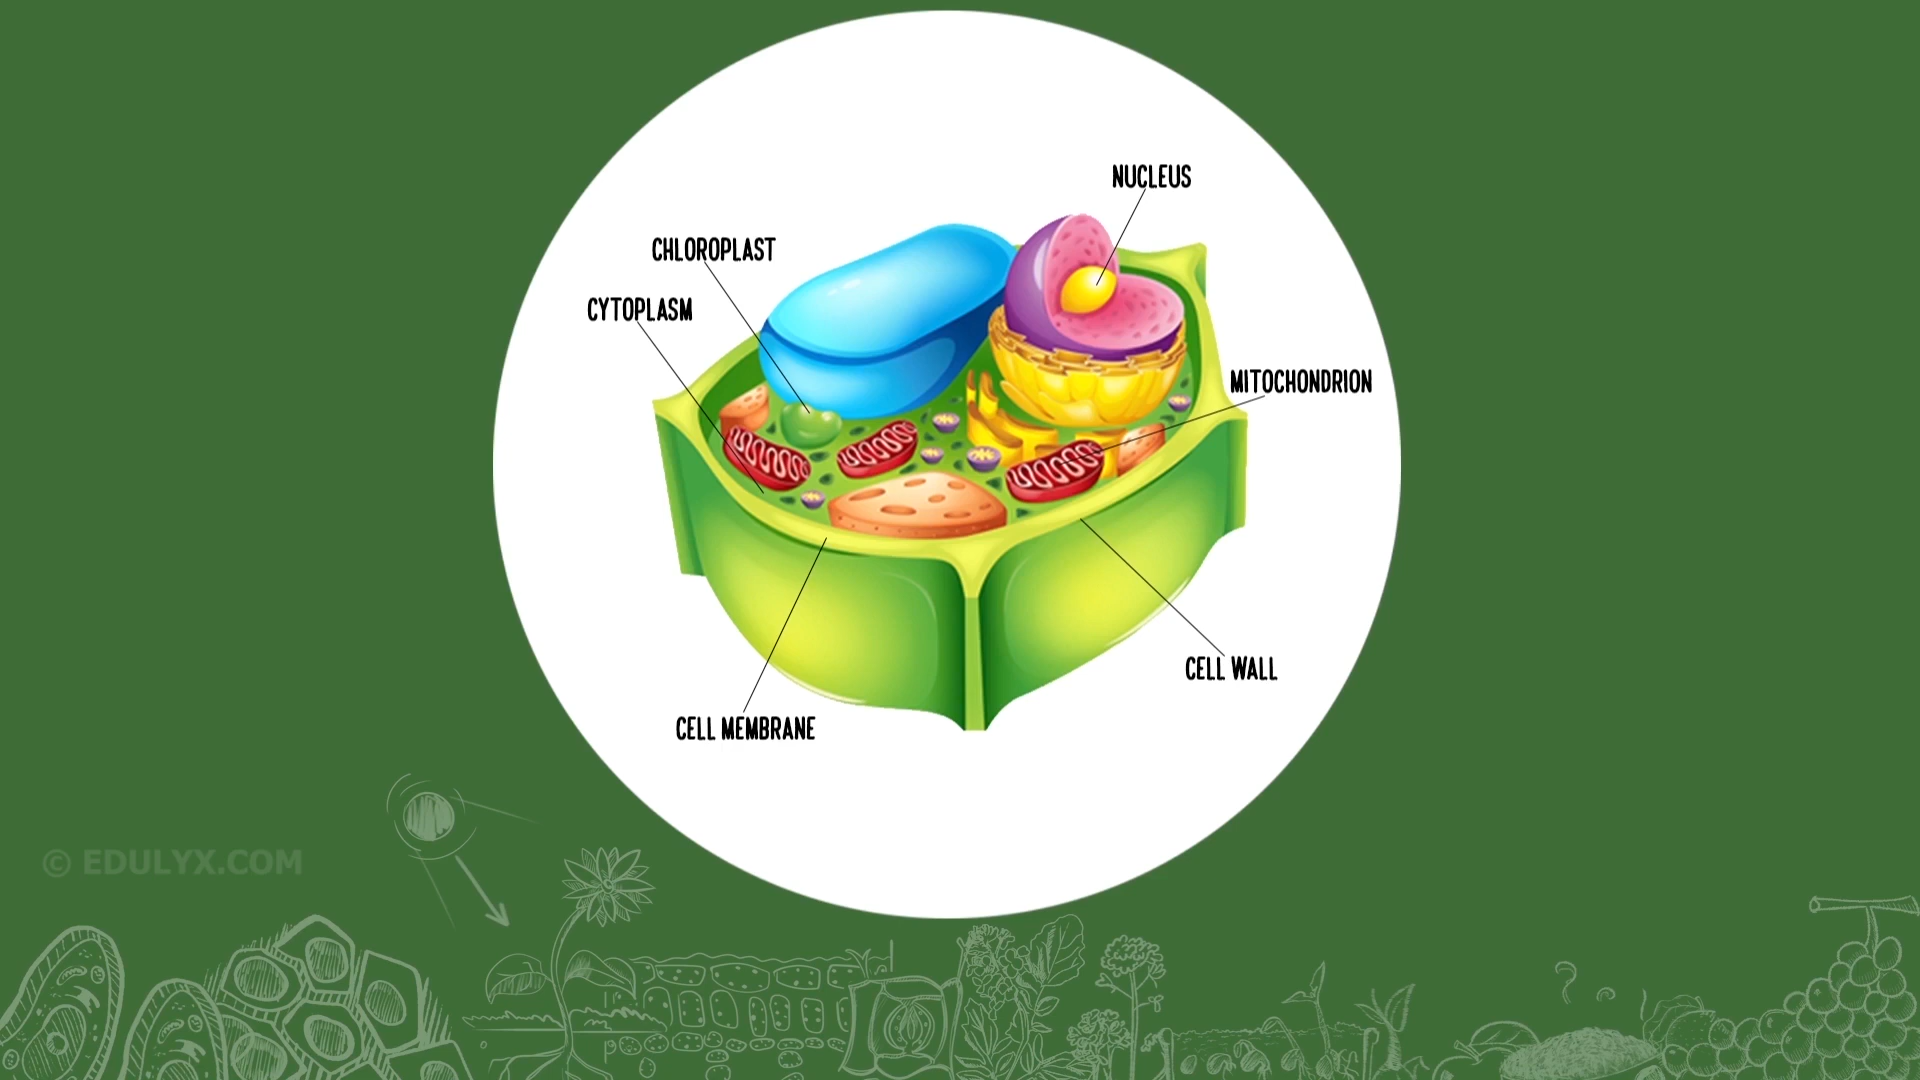 NUCLEUS
CHLOROPLAST
CYTOPLASM
MITOCHONDRION
CELL WALL
CELL MEMBRANE
© EDULYX.COM